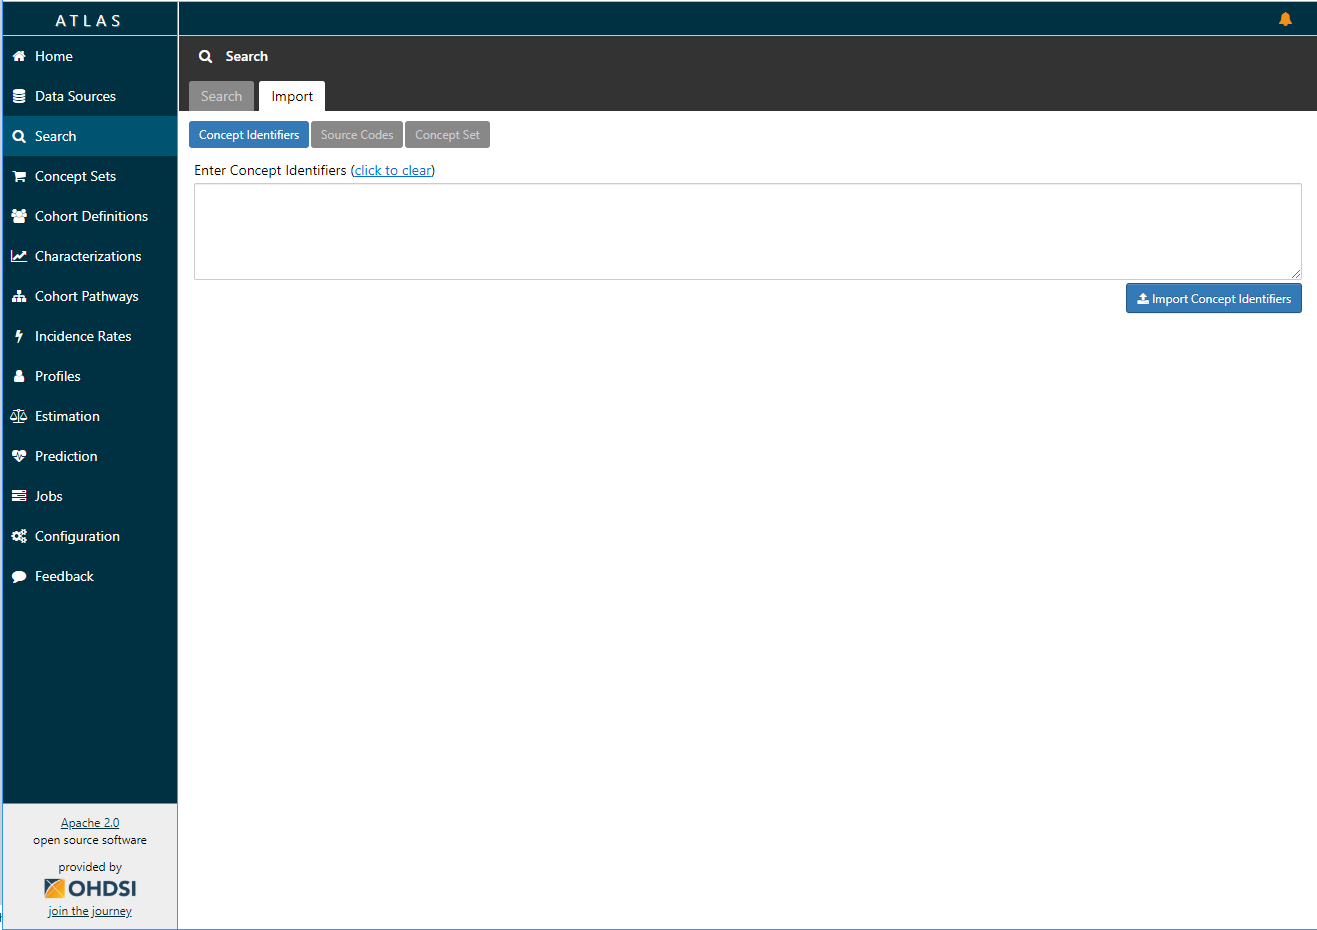 ATLAS
Home
Data Sources
Search
Concept Sets
Cohort Definitions
Characterizations
Cohort Pathways
Incidence Rates
Profiles
Estimation
Prediction
Jobs
Configuration
Feedback
Apache 2.0
open source software
provided by
OHDSI
join the journey
Search
Search Import
Concept Identifiers Source Codes Concept Set
Enter Concept Identifiers (click to clear)
Import Concept Identifiers